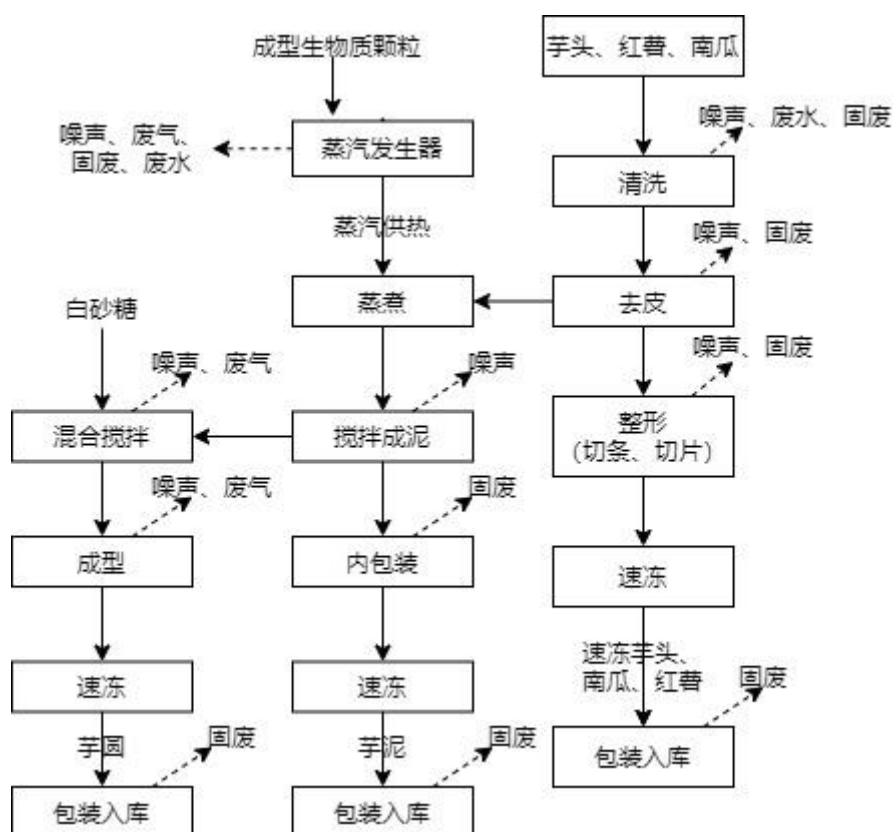 成型生物质颗粒
芋头、红薯、南瓜
噪声、废气、
固废、废水
蒸汽发生器
噪声、废水、固废
清洗
蒸汽供热
噪声、固废
白砂糖
蒸煮
去皮
噪声、废气
噪声
噪声、固废
混合搅拌
搅拌成泥
整形
(切条、切片)
噪声、废气
固废
成型
内包装
速冻
速冻
速冻
速冻芋头、
南瓜、红薯
固废
芋圆
固废
芋泥
固废
包装入库
包装入库
包装入库